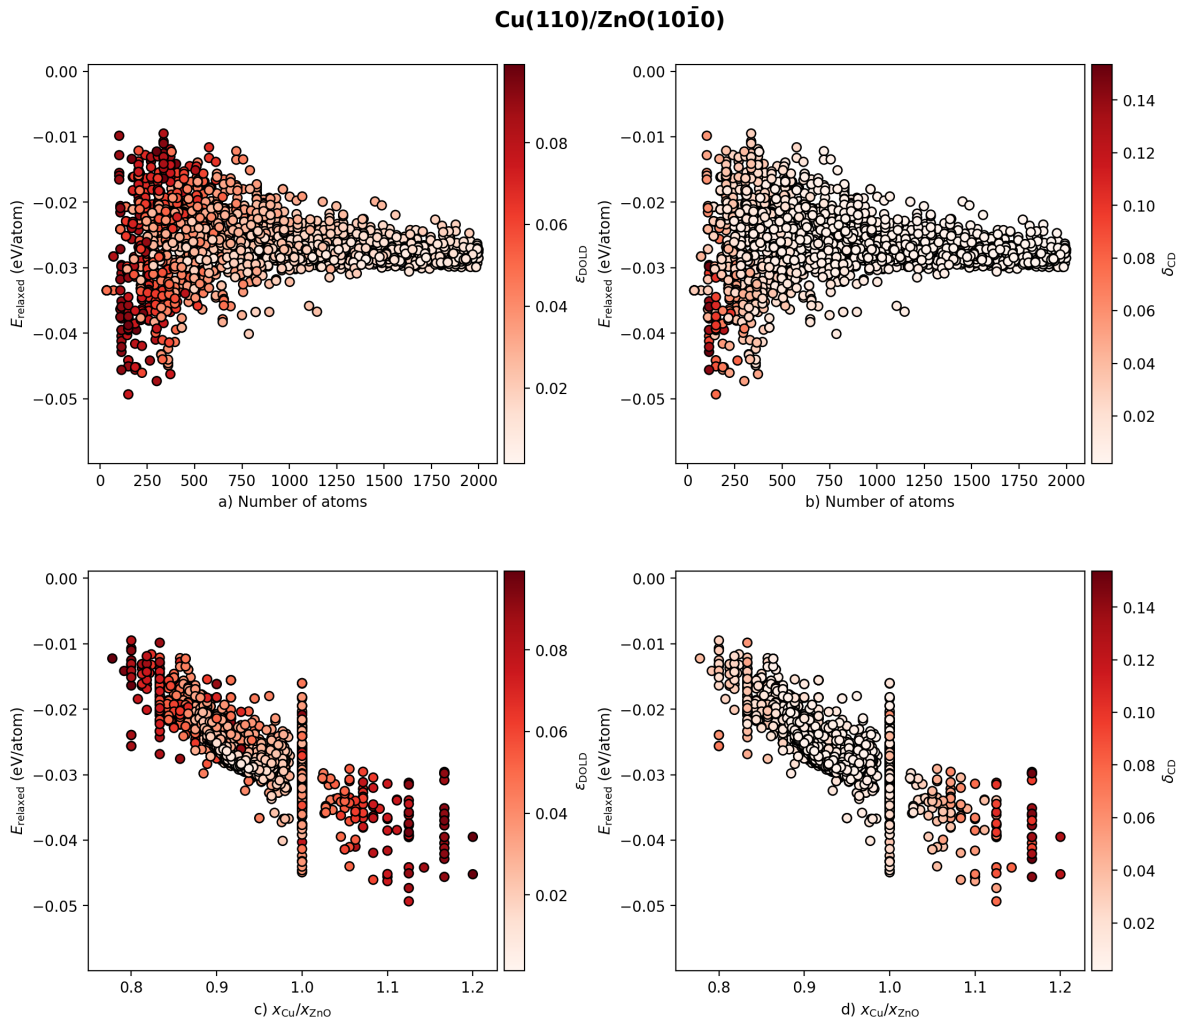 Cu(110)/ZnO(101̄0)
0.00
−0.01
−0.02
−0.03
−0.04
−0.05
E_relaxed (eV/atom)
0 250 500 750 1000 1250 1500 1750 2000
a) Number of atoms
0.08
0.06
0.04
0.02
ε_DOLD
0.00
−0.01
−0.02
−0.03
−0.04
−0.05
E_relaxed (eV/atom)
0 250 500 750 1000 1250 1500 1750 2000
b) Number of atoms
0.14
0.12
0.10
0.08
0.06
0.04
0.02
δ_CD
0.00
−0.01
−0.02
−0.03
−0.04
−0.05
E_relaxed (eV/atom)
0.8 0.9 1.0 1.1 1.2
c) x_Cu/x_ZnO
0.08
0.06
0.04
0.02
ε_DOLD
0.00
−0.01
−0.02
−0.03
−0.04
−0.05
E_relaxed (eV/atom)
0.8 0.9 1.0 1.1 1.2
d) x_Cu/x_ZnO
0.14
0.12
0.10
0.08
0.06
0.04
0.02
δ_CD